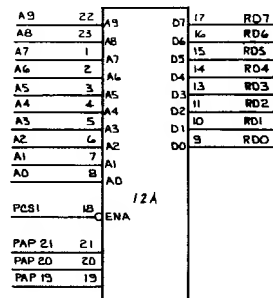 A9 22 A9 D7 17 RD7
A8 23 A8 D6 16 RD6
A7 1 A7 D5 15 RD5
A6 2 A6 D4 14 RD4
A5 3 A5 D3 13 RD3
A4 4 A4 D2 11 RD2
A3 5 A3 D1 10 RD1
A2 6 A2 D0 9 RD0
A1 7 A1
A0 8 A0
12A
PCS1 18 ENA
PAP 21 21
PAP 20 20
PAP 19 19